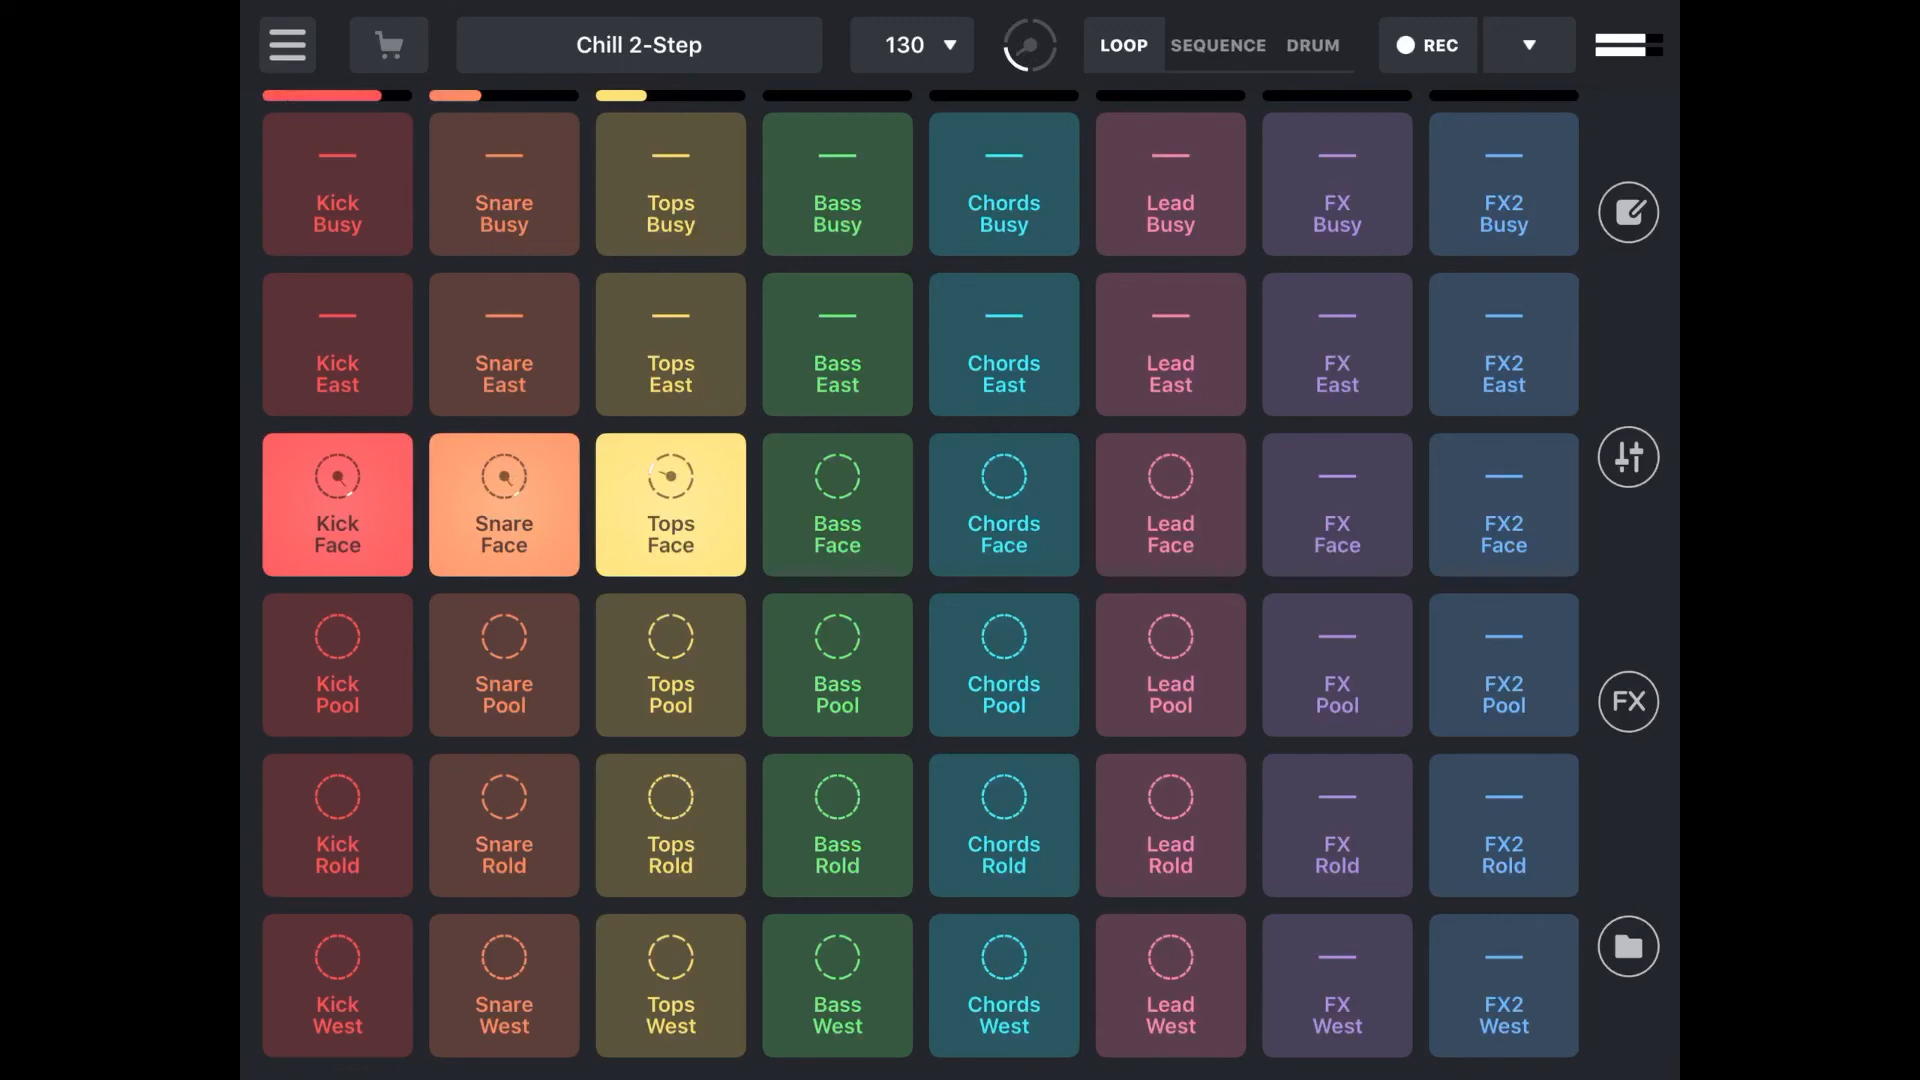 Chill 2-Step
130
LOOP
SEQUENCE
DRUM
REC
Kick
Busy
Snare
Busy
Tops
Busy
Bass
Busy
Chords
Busy
Lead
Busy
FX
Busy
FX2
Busy
Kick
East
Snare
East
Tops
East
Bass
East
Chords
East
Lead
East
FX
East
FX2
East
Kick
Face
Snare
Face
Tops
Face
Bass
Face
Chords
Face
Lead
Face
FX
Face
FX2
Face
Kick
Pool
Snare
Pool
Tops
Pool
Bass
Pool
Chords
Pool
Lead
Pool
FX
Pool
FX2
Pool
FX
Kick
Rold
Snare
Rold
Tops
Rold
Bass
Rold
Chords
Rold
Lead
Rold
FX
Rold
FX2
Rold
Kick
West
Snare
West
Tops
West
Bass
West
Chords
West
Lead
West
FX
West
FX2
West